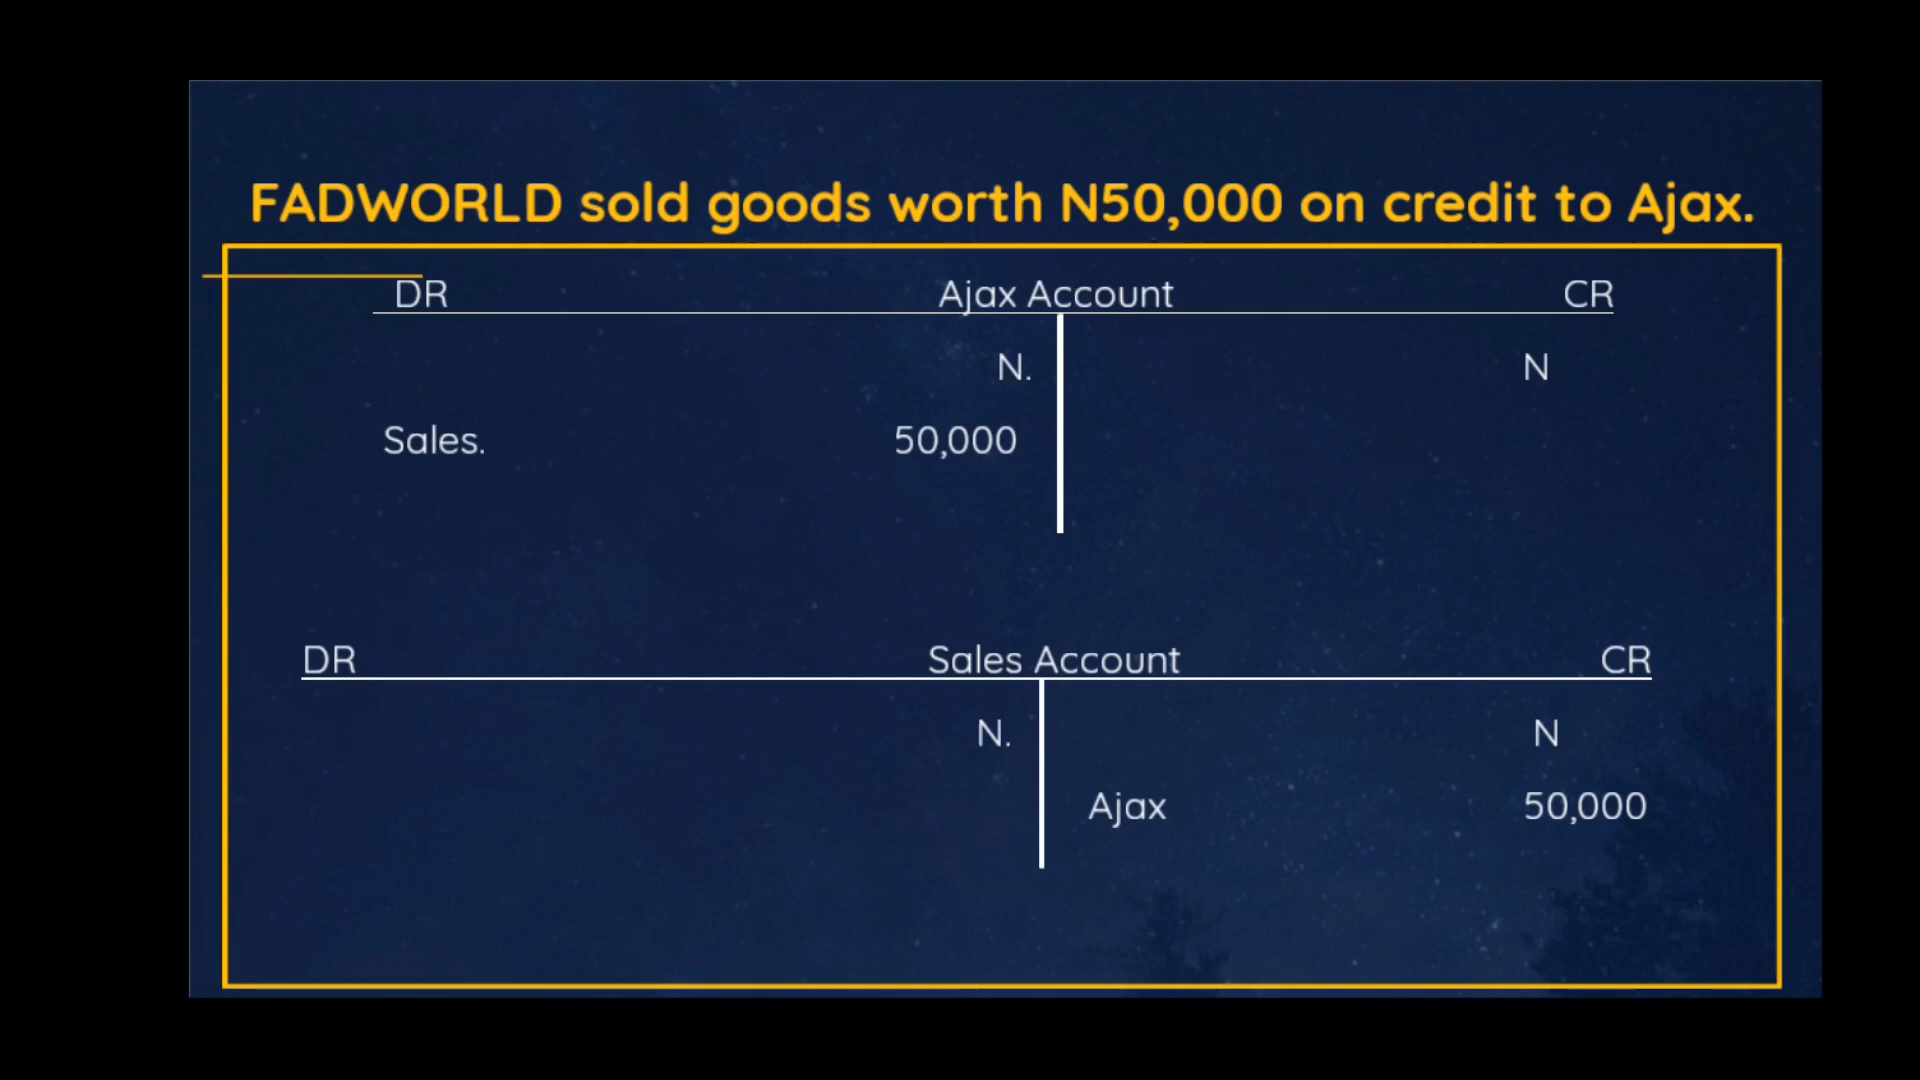 FADWORLD sold goods worth N50,000 on credit to Ajax.
DR Ajax Account CR
N. N
Sales. 50,000
DR Sales Account CR
N. N
Ajax 50,000